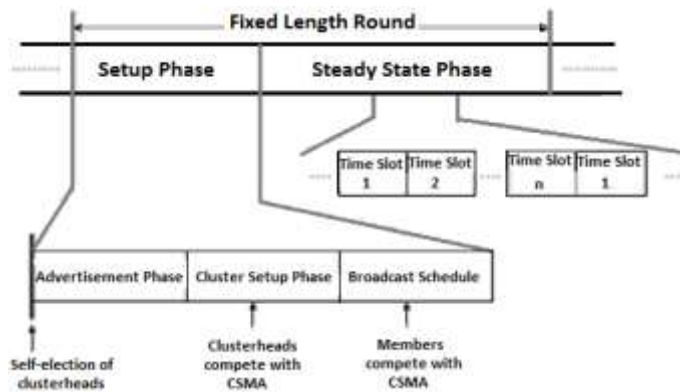 Fixed Length Round
Setup Phase
Steady State Phase
Time Slot
1
Time Slot
2
Time Slot
n
Time Slot
1
Advertisement Phase
Cluster Setup Phase
Broadcast Schedule
Self-election of
clusterheads
Clusterheads
compete with
CSMA
Members
compete with
CSMA